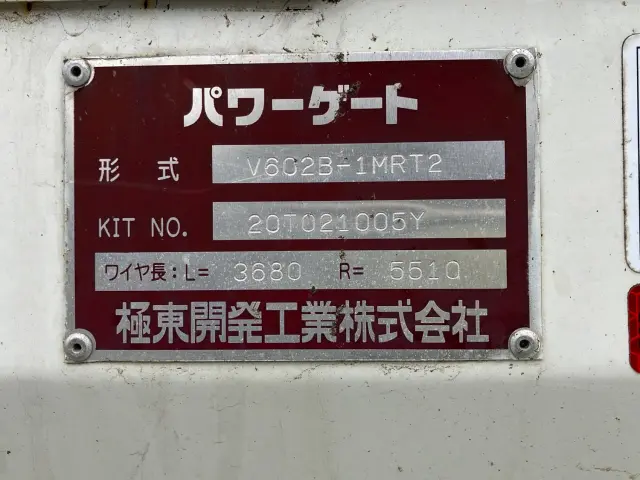 パワーゲート
形式 V602B-1MRT2
KIT NO. 20T021005Y
ワイヤ長:L= 3680 R= 5510
極東開発工業株式会社